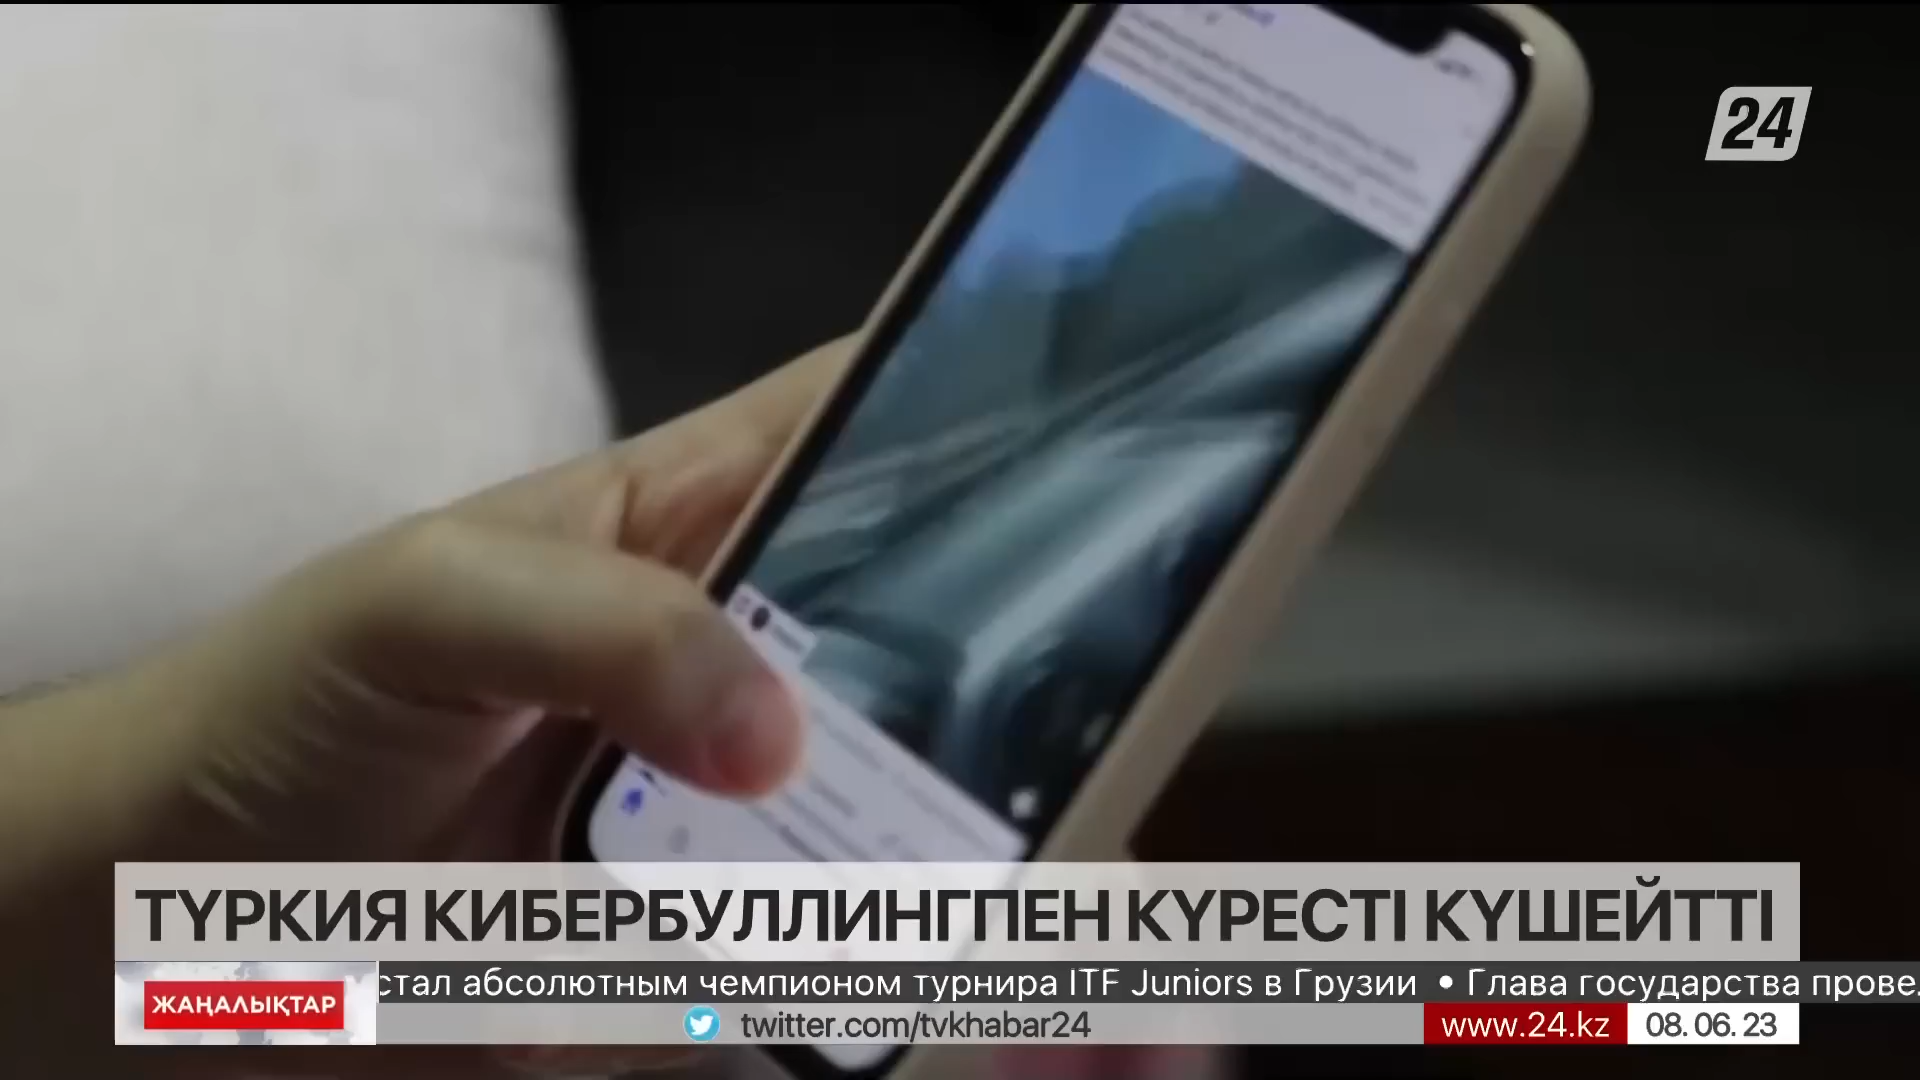 24
ТҮРКИЯ КИБЕРБУЛЛИНГПЕН КҮРЕСТІ КҮШЕЙТТІ
ЖАҢАЛЫҚТАР
стал абсолютным чемпионом турнира ITF Juniors в Грузии • Глава государства прове
twitter.com/tvkhabar24
www.24.kz
08.06.23